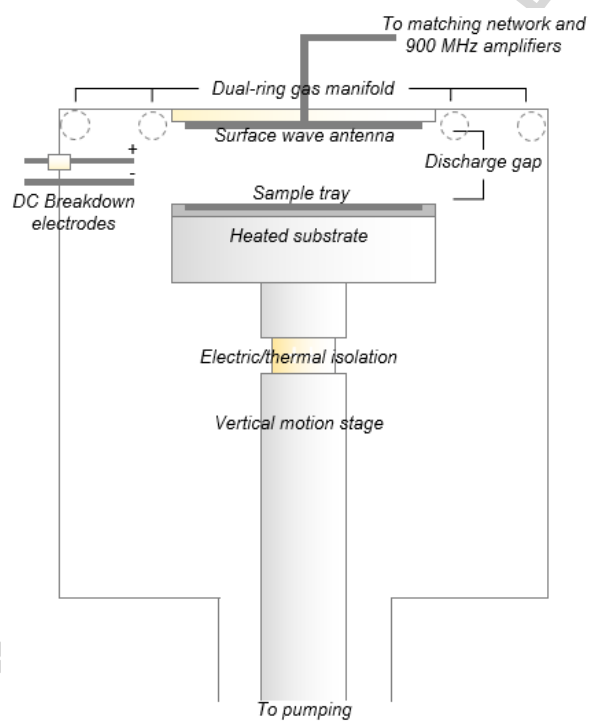 To matching network and
900 MHz amplifiers
Dual-ring gas manifold
Surface wave antenna
Discharge gap
+
-
DC Breakdown
electrodes
Sample tray
Heated substrate
Electric/thermal isolation
Vertical motion stage
To pumping